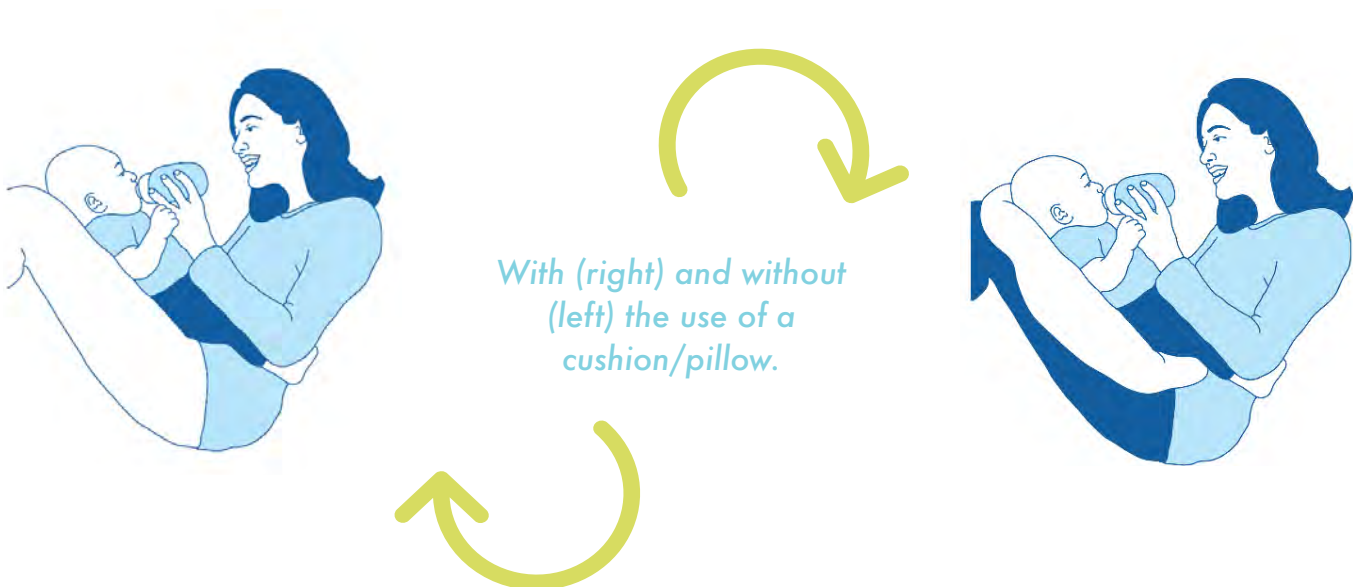 With (right) and without
(left) the use of a
cushion/pillow.